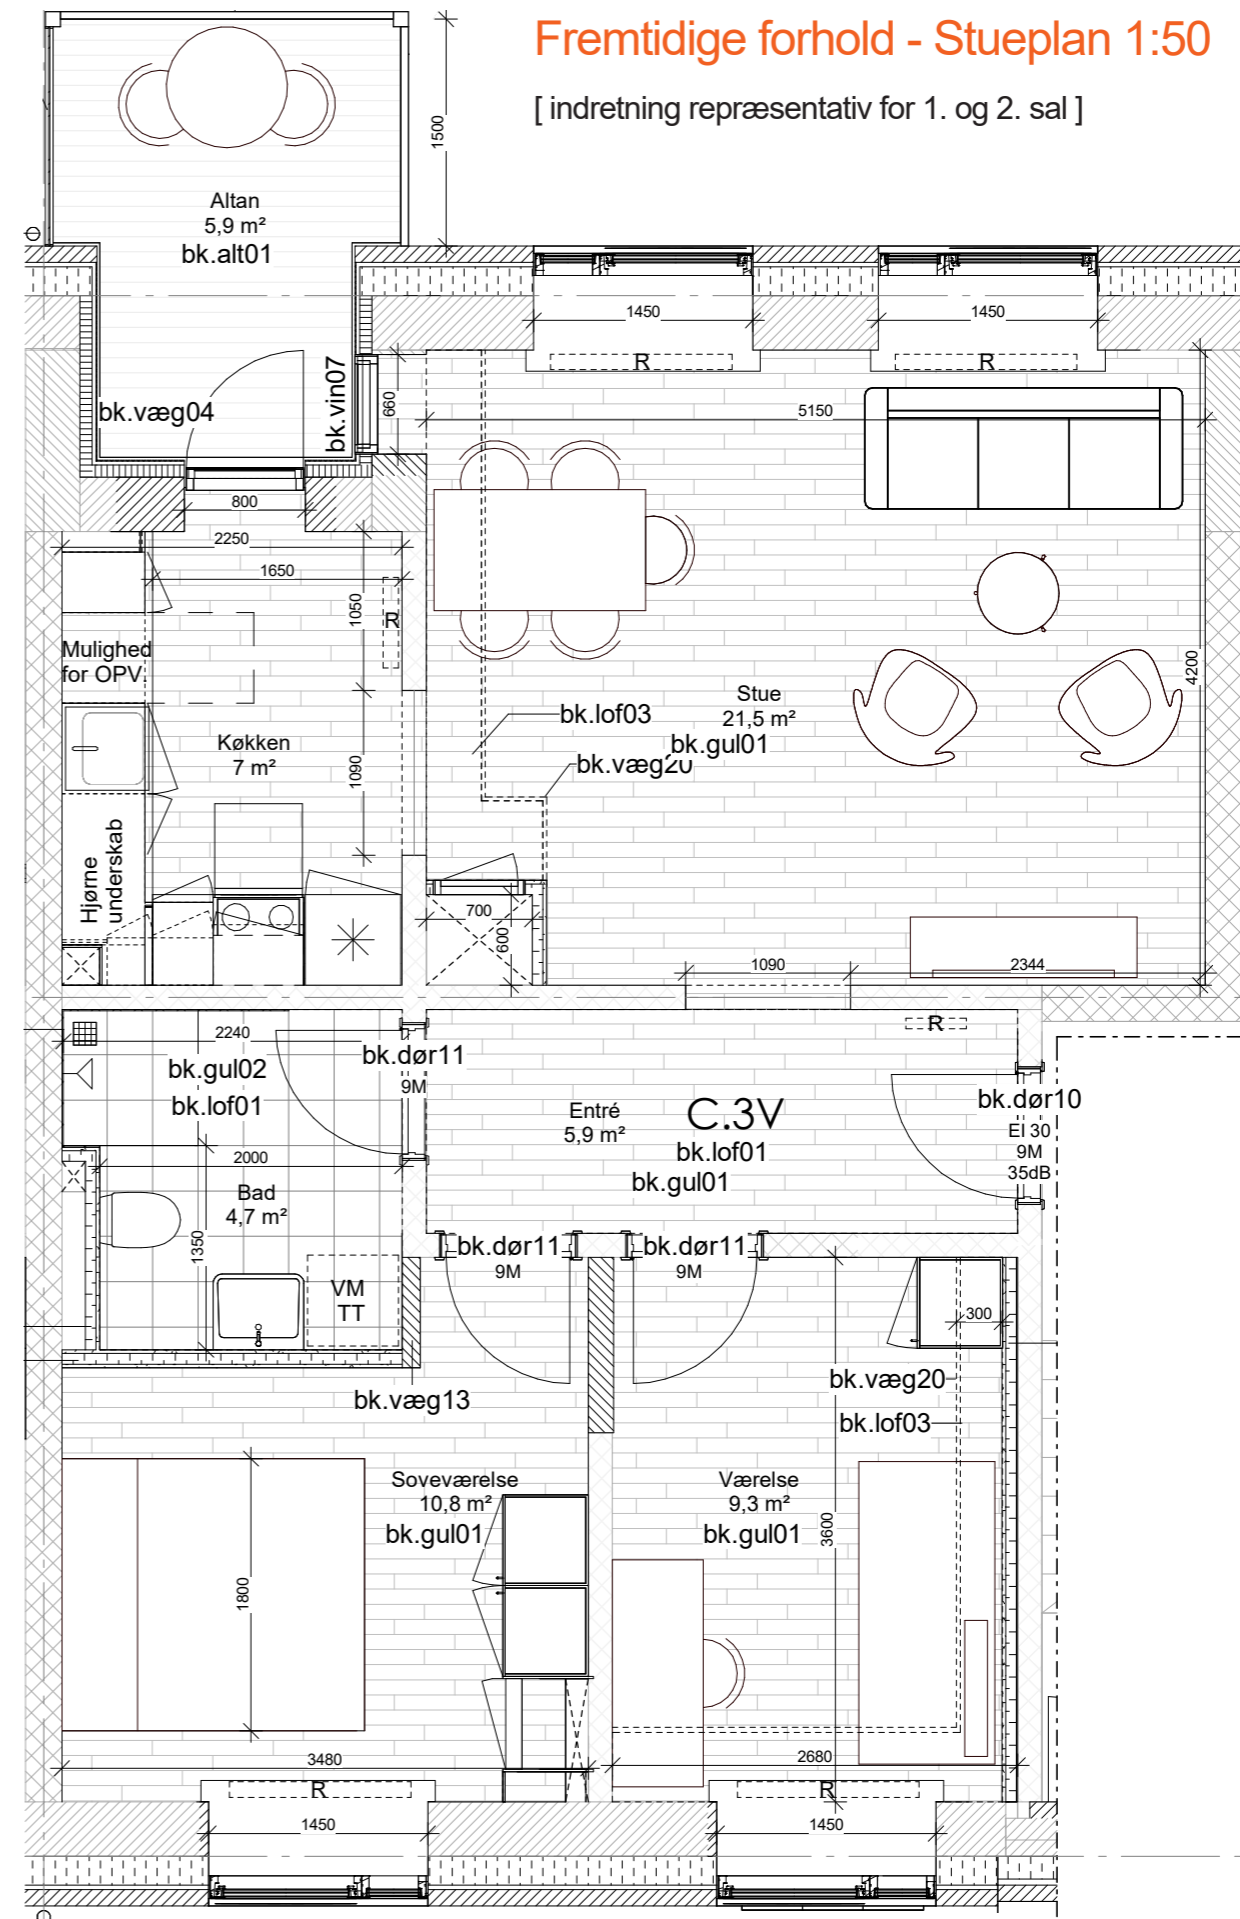 Fremtidige forhold - Stueplan 1:50
[ indretning repræsentativ for 1. og 2. sal ]
1500
Altan
5,9 m²
bk.alt01
1450
1450
R
R
bk.væg04
bk.vin07
660
5150
800
2250
1650
1050
R
Mulighed
for OPV.
4200
Stue
21,5 m²
bk.gul01
bk.lof03
bk.væg20
Køkken
7 m²
1090
Hjørne
underskab
700
600
1090
2344
R
2240
bk.gul02
bk.lof01
bk.dør11
9M
Entré
5,9 m²
C.3V
bk.lof01
bk.gul01
bk.dør10
EI 30
9M
35dB
2000
Bad
4,7 m²
1350
VM
TT
bk.dør11
9M
bk.dør11
9M
300
bk.væg13
bk.væg20
bk.lof03
Soveværelse
10,8 m²
bk.gul01
Værelse
9,3 m²
bk.gul01
3600
1800
3480
2680
R
R
1450
1450